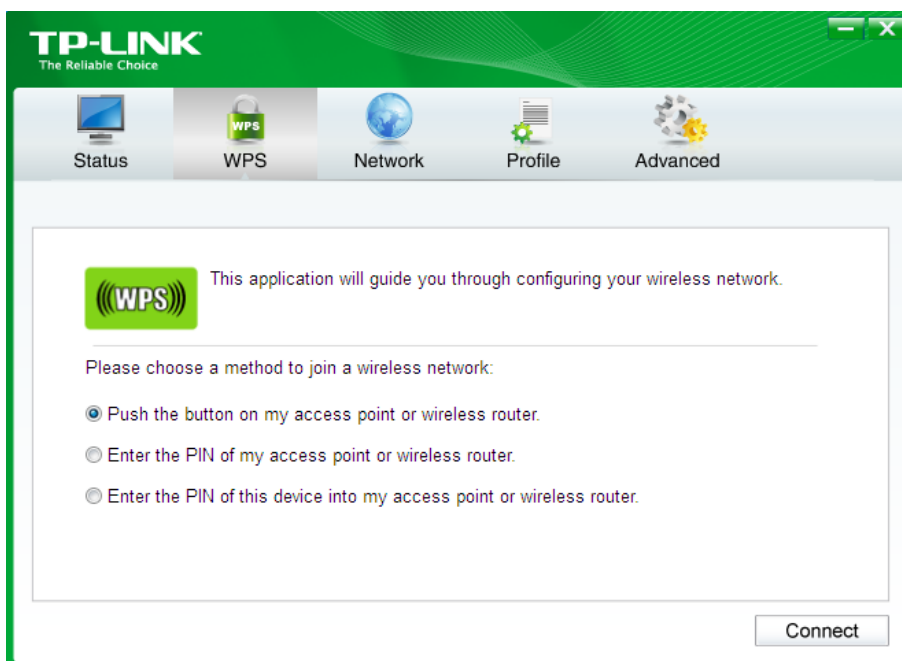 TP-LINK
The Reliable Choice
Status WPS Network Profile Advanced
WPS
This application will guide you through configuring your wireless network.
WPS
Please choose a method to join a wireless network:
Push the button on my access point or wireless router.
Enter the PIN of my access point or wireless router.
Enter the PIN of this device into my access point or wireless router.
Connect